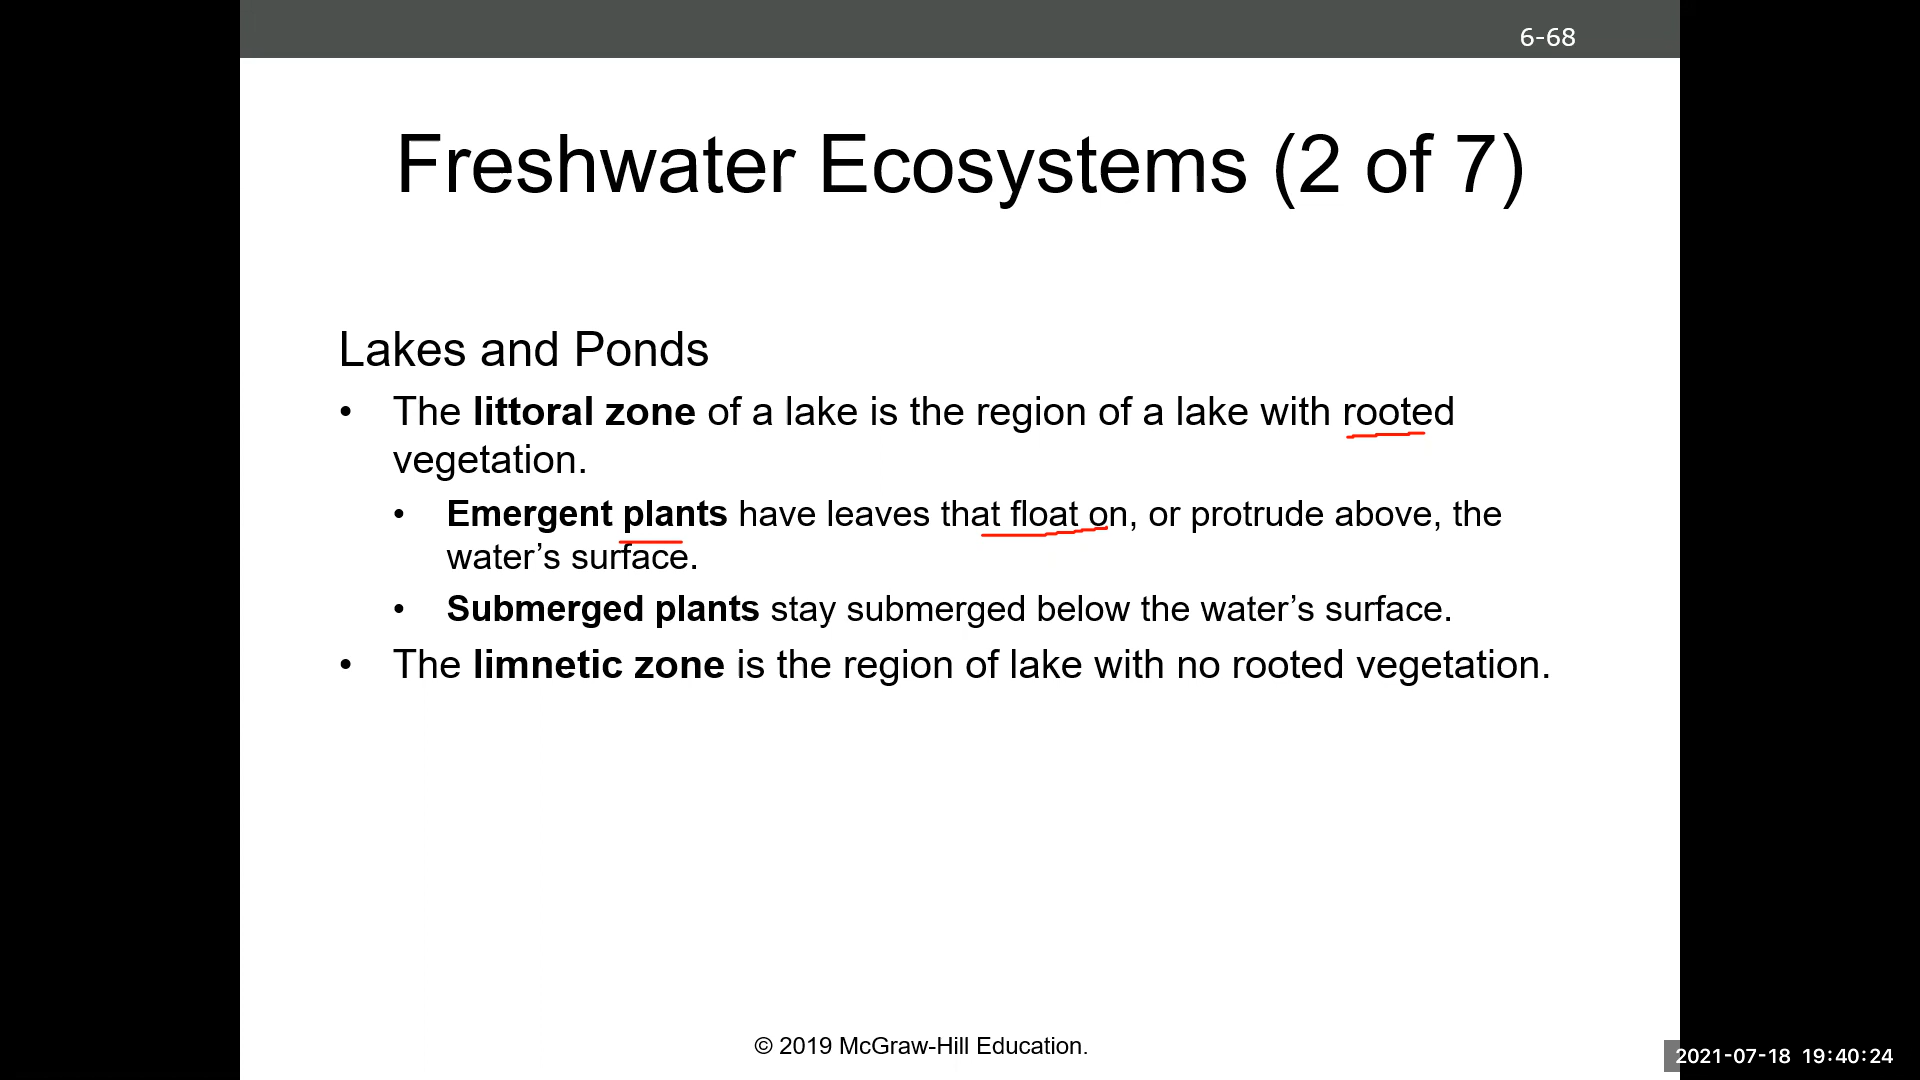 6-68
Freshwater Ecosystems (2 of 7)
Lakes and Ponds
• The littoral zone of a lake is the region of a lake with rooted
vegetation.
• Emergent plants have leaves that float on, or protrude above, the
water’s surface.
• Submerged plants stay submerged below the water’s surface.
• The limnetic zone is the region of lake with no rooted vegetation.
© 2019 McGraw-Hill Education.
2021-07-18 19:40:24